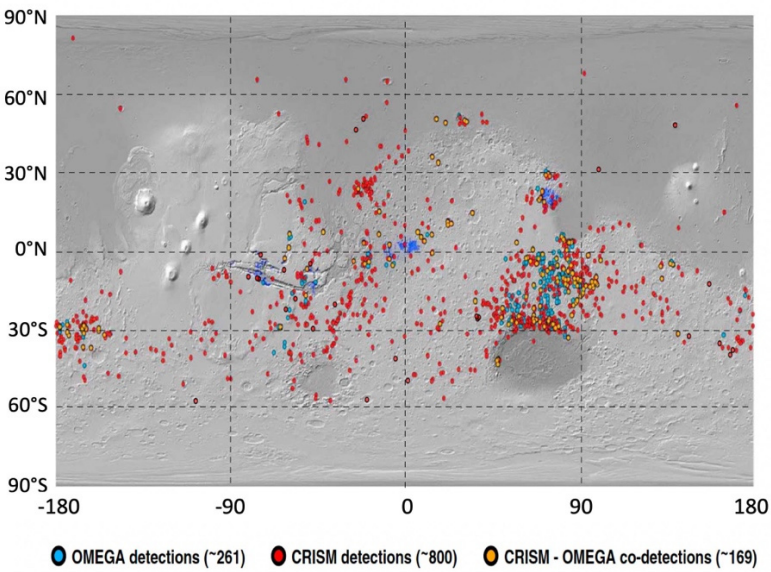 90°N
60°N
30°N
0°N
30°S
60°S
90°S
-180
-90
0
90
180
OMEGA detections (~261)
CRISM detections (~800)
CRISM - OMEGA co-detections (~169)